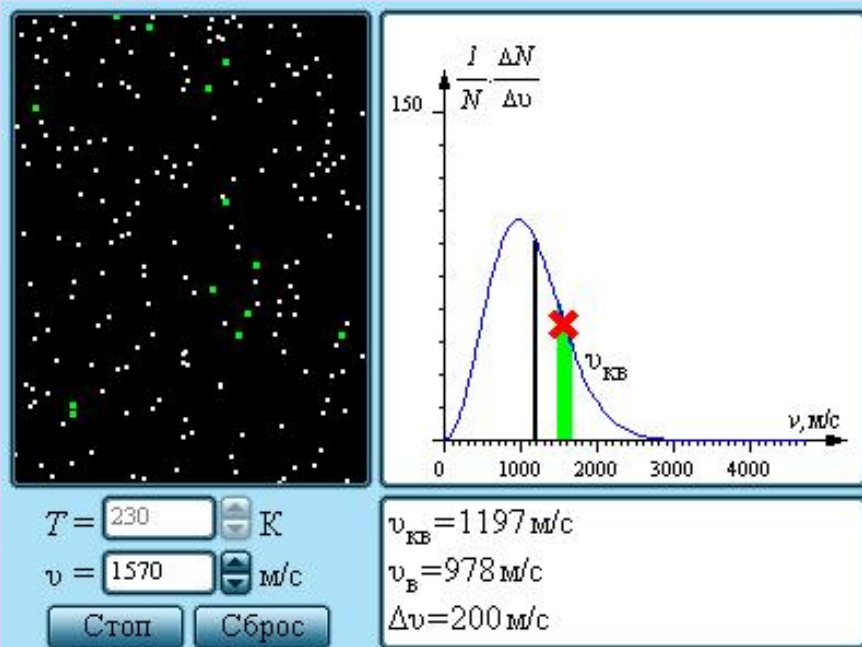 1/N · ΔN/Δυ
150
υкв
ν, м/с
0 1000 2000 3000 4000
T = 230 К
υ = 1570 м/с
Стоп Сброс
υкв=1197 м/с
υв=978 м/с
Δυ=200 м/с